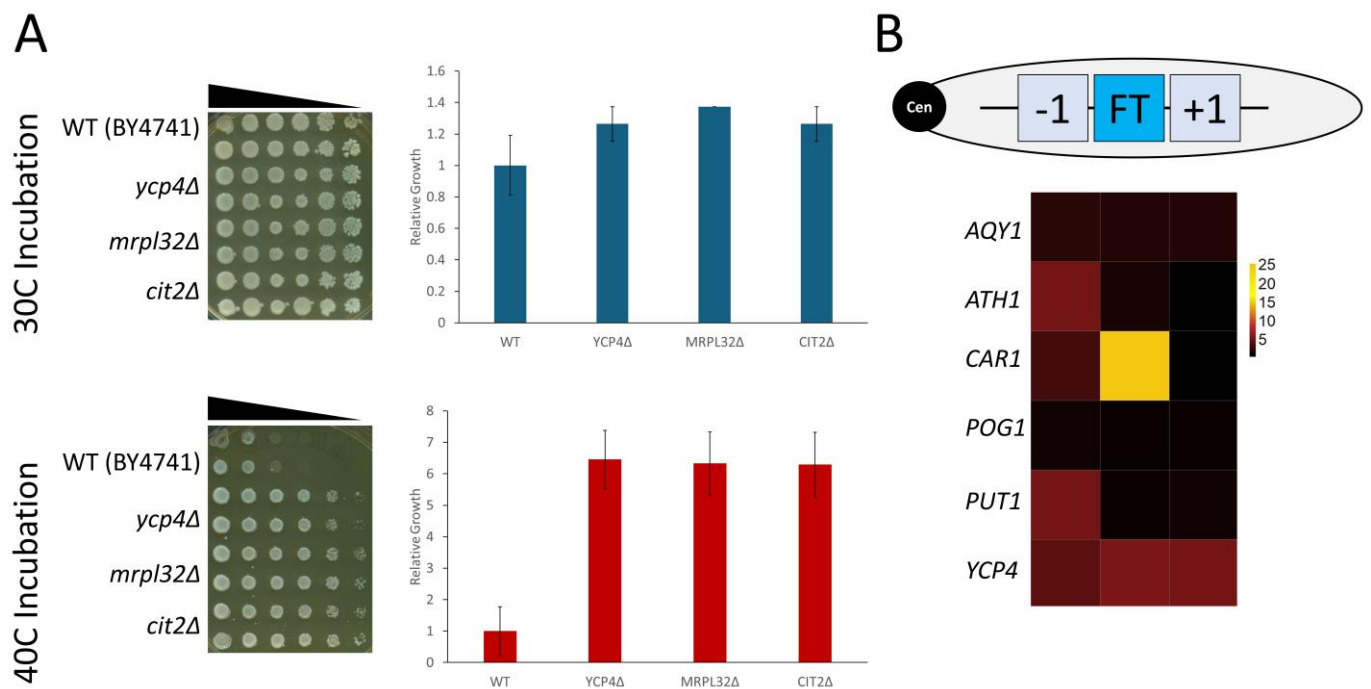 A
30C Incubation
WT (BY4741)
ycp4Δ
mrpl32Δ
cit2Δ
Relative Growth
1.6
1.4
1.2
1
0.8
0.6
0.4
0.2
0
WT
YCP4Δ
MRPL32Δ
CIT2Δ
40C Incubation
WT (BY4741)
ycp4Δ
mrpl32Δ
cit2Δ
Relative Growth
8
7
6
5
4
3
2
1
0
WT
YCP4Δ
MRPL32Δ
CIT2Δ
B
Cen
-1
FT
+1
AQY1
ATH1
CAR1
POG1
PUT1
YCP4
25
20
15
10
5